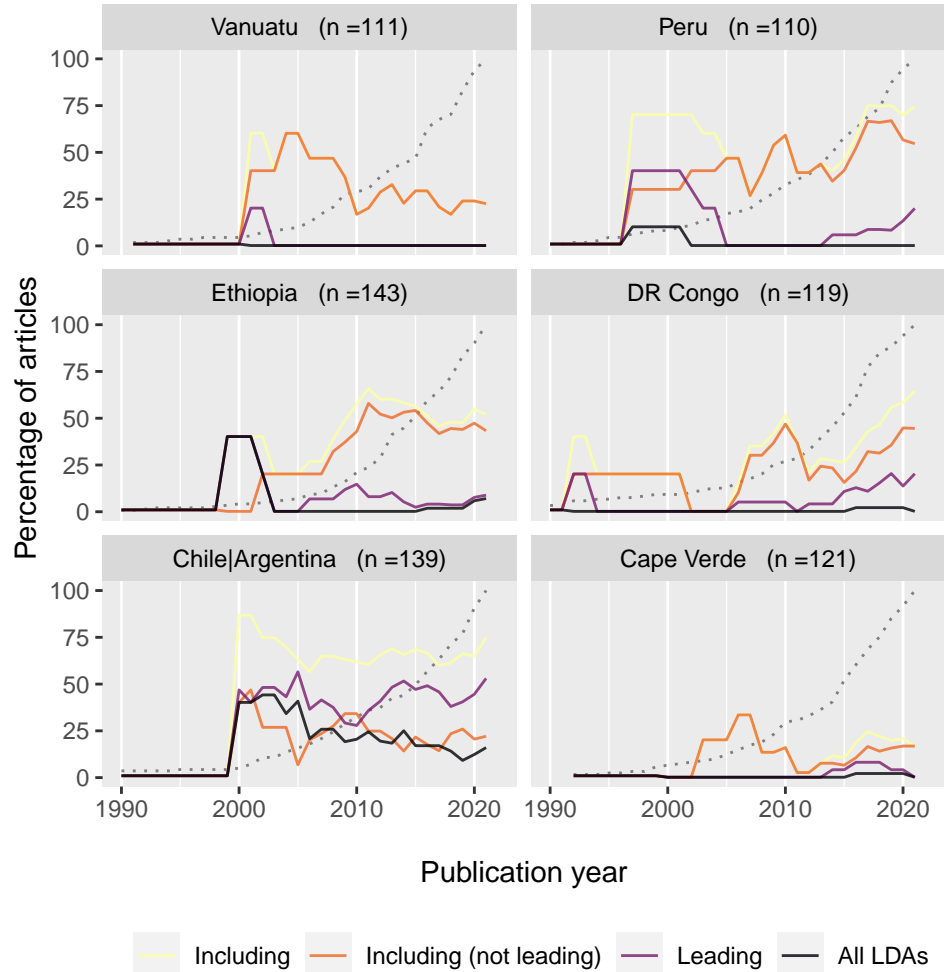 Vanuatu (n =111)
Peru (n =110)
100
75
50
25
0
Ethiopia (n =143)
DR Congo (n =119)
100
75
50
25
0
Chile|Argentina (n =139)
Cape Verde (n =121)
100
75
50
25
0
1990 2000 2010 2020
1990 2000 2010 2020
Percentage of articles
Publication year
Including Including (not leading) Leading All LDAs